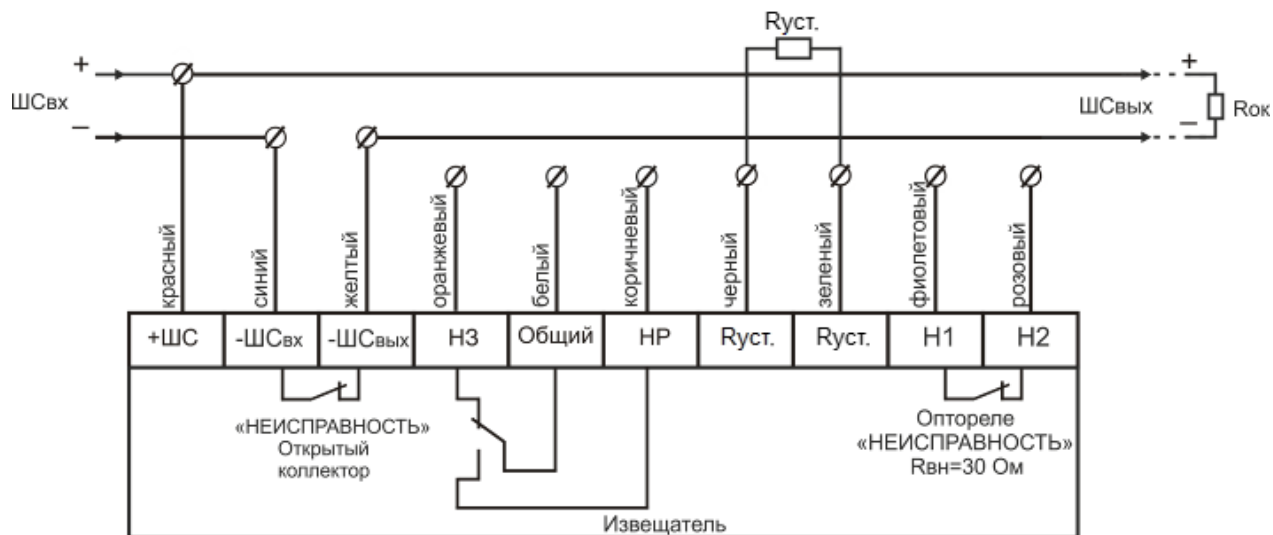 Rуст.
+
+
ШСвх
ШСвых
Rок
–
–
красный
синий
желтый
оранжевый
белый
коричневый
черный
зеленый
фиолетовый
розовый
+ШС
-ШСвх
-ШСвых
НЗ
Общий
НР
Rуст.
Rуст.
Н1
Н2
«НЕИСПРАВНОСТЬ»
Открытый
коллектор
Оптореле
«НЕИСПРАВНОСТЬ»
Rвн=30 Ом
Извещатель